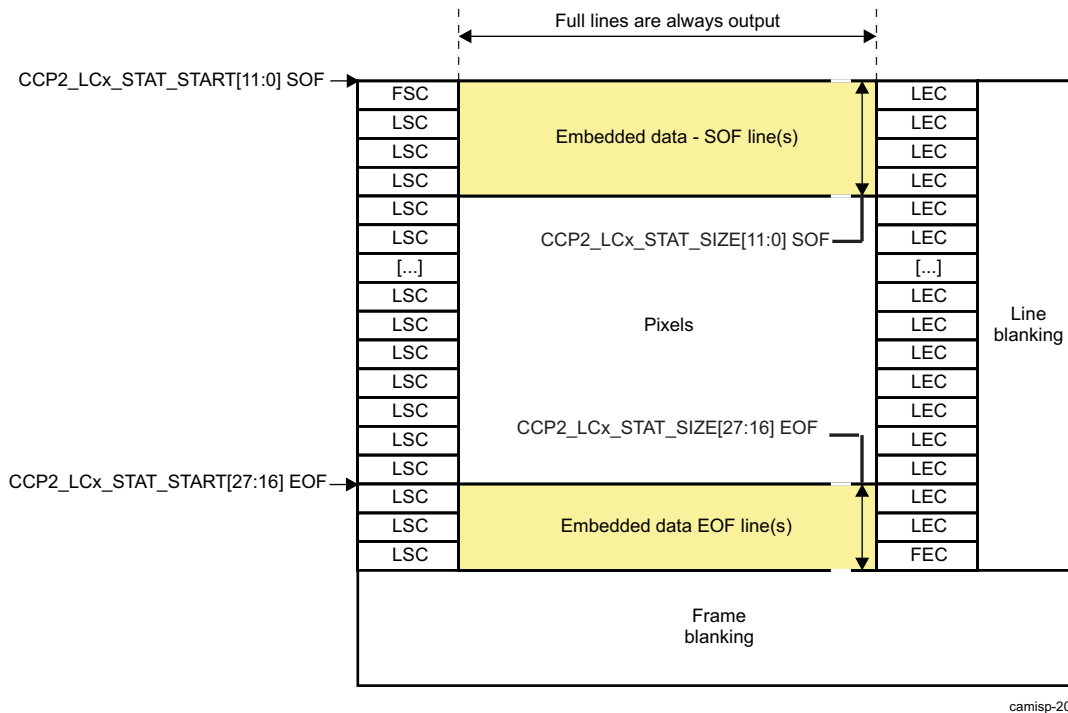 Full lines are always output
CCP2_LCx_STAT_START[11:0] SOF
FSC
LEC
LSC
Embedded data - SOF line(s)
LEC
LSC
LEC
LSC
LEC
LSC
LEC
LSC
CCP2_LCx_STAT_SIZE[11:0] SOF
LEC
[...]
[...]
LSC
LEC
LSC
Pixels
LEC
Line
blanking
LSC
LEC
LSC
LEC
LSC
LEC
LSC
CCP2_LCx_STAT_SIZE[27:16] EOF
LEC
LSC
LEC
CCP2_LCx_STAT_START[27:16] EOF
LSC
LEC
LSC
Embedded data EOF line(s)
LEC
LSC
FEC
Frame
blanking
camisp-20